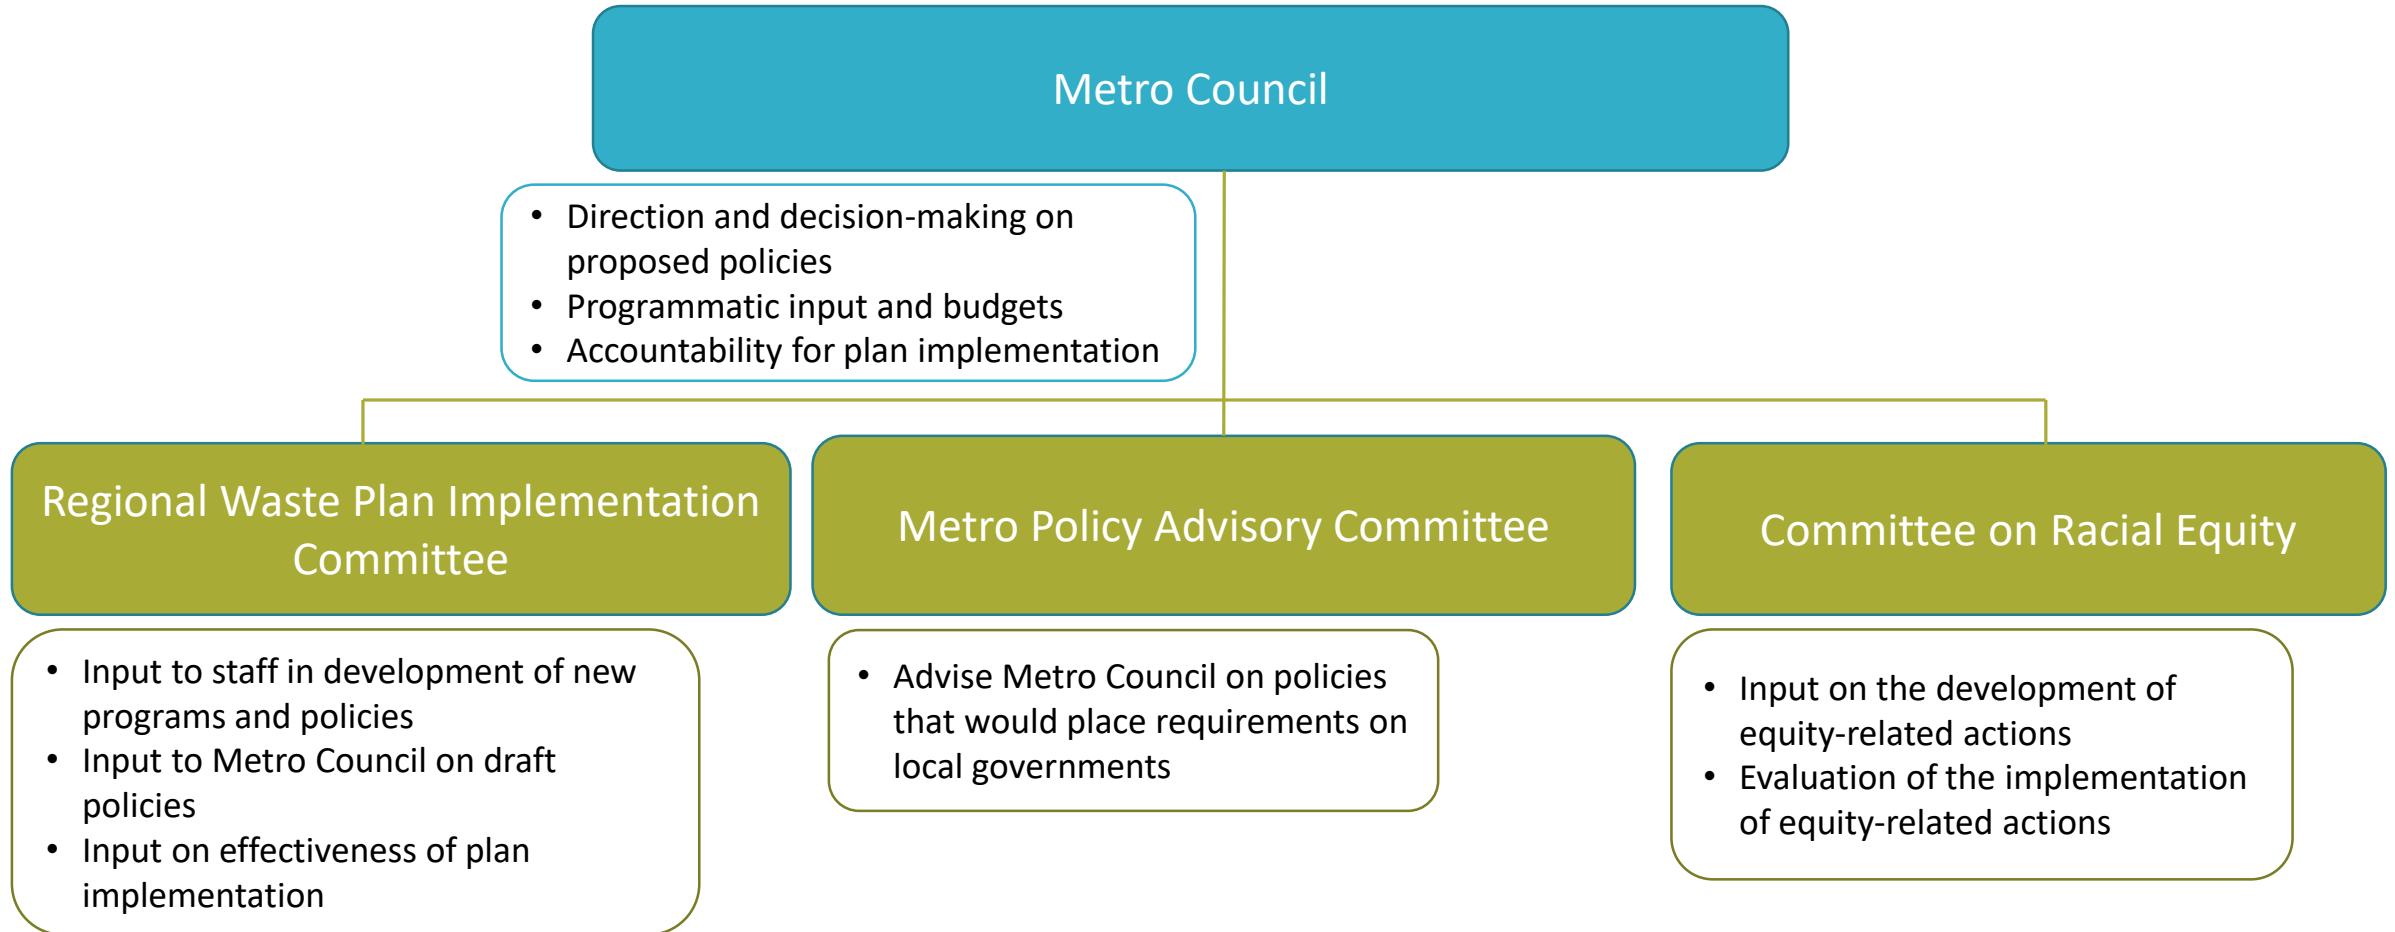 Metro Council
• Direction and decision-making on
proposed policies
• Programmatic input and budgets
• Accountability for plan implementation
Regional Waste Plan Implementation
Committee
• Input to staff in development of new
programs and policies
• Input to Metro Council on draft
policies
• Input on effectiveness of plan
implementation
Metro Policy Advisory Committee
• Advise Metro Council on policies
that would place requirements on
local governments
Committee on Racial Equity
• Input on the development of
equity-related actions
• Evaluation of the implementation
of equity-related actions